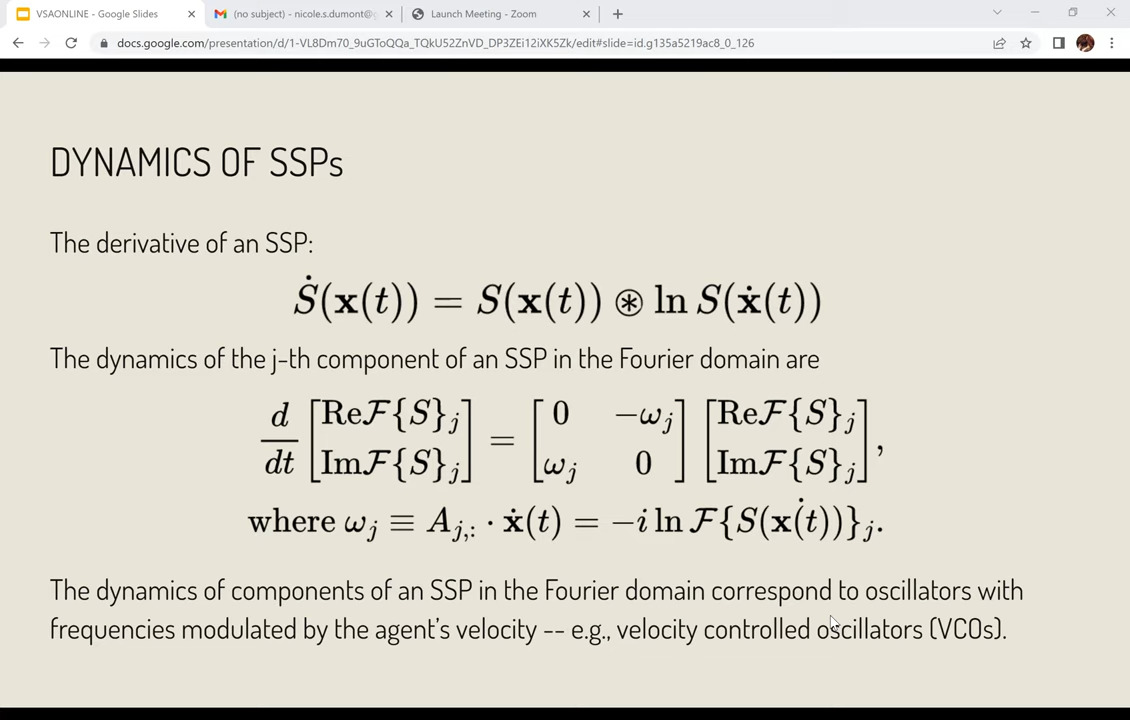 VSAONLINE - Google Slides
(no subject) - nicole.s.dumont@g
Launch Meeting - Zoom
docs.google.com/presentation/d/1-VL8Dm70_9uGToQQa_TQkU52ZnVD_DP3ZEi12iXK5Zk/edit#slide=id.g135a5219ac8_0_126
DYNAMICS OF SSPs
The derivative of an SSP:
Ṡ(𝐱(t)) = S(𝐱(t)) ⊛ ln S(𝐱̇(t))
The dynamics of the j-th component of an SSP in the Fourier domain are
d/dt [Reℱ{S}_j ; Imℱ{S}_j] = [0 −ω_j ; ω_j 0] [Reℱ{S}_j ; Imℱ{S}_j],
where ω_j ≡ A_{j,:} · 𝐱̇(t) = −i ln ℱ{S(𝐱̇(t))}_j.
The dynamics of components of an SSP in the Fourier domain correspond to oscillators with
frequencies modulated by the agent's velocity -- e.g., velocity controlled oscillators (VCOs).